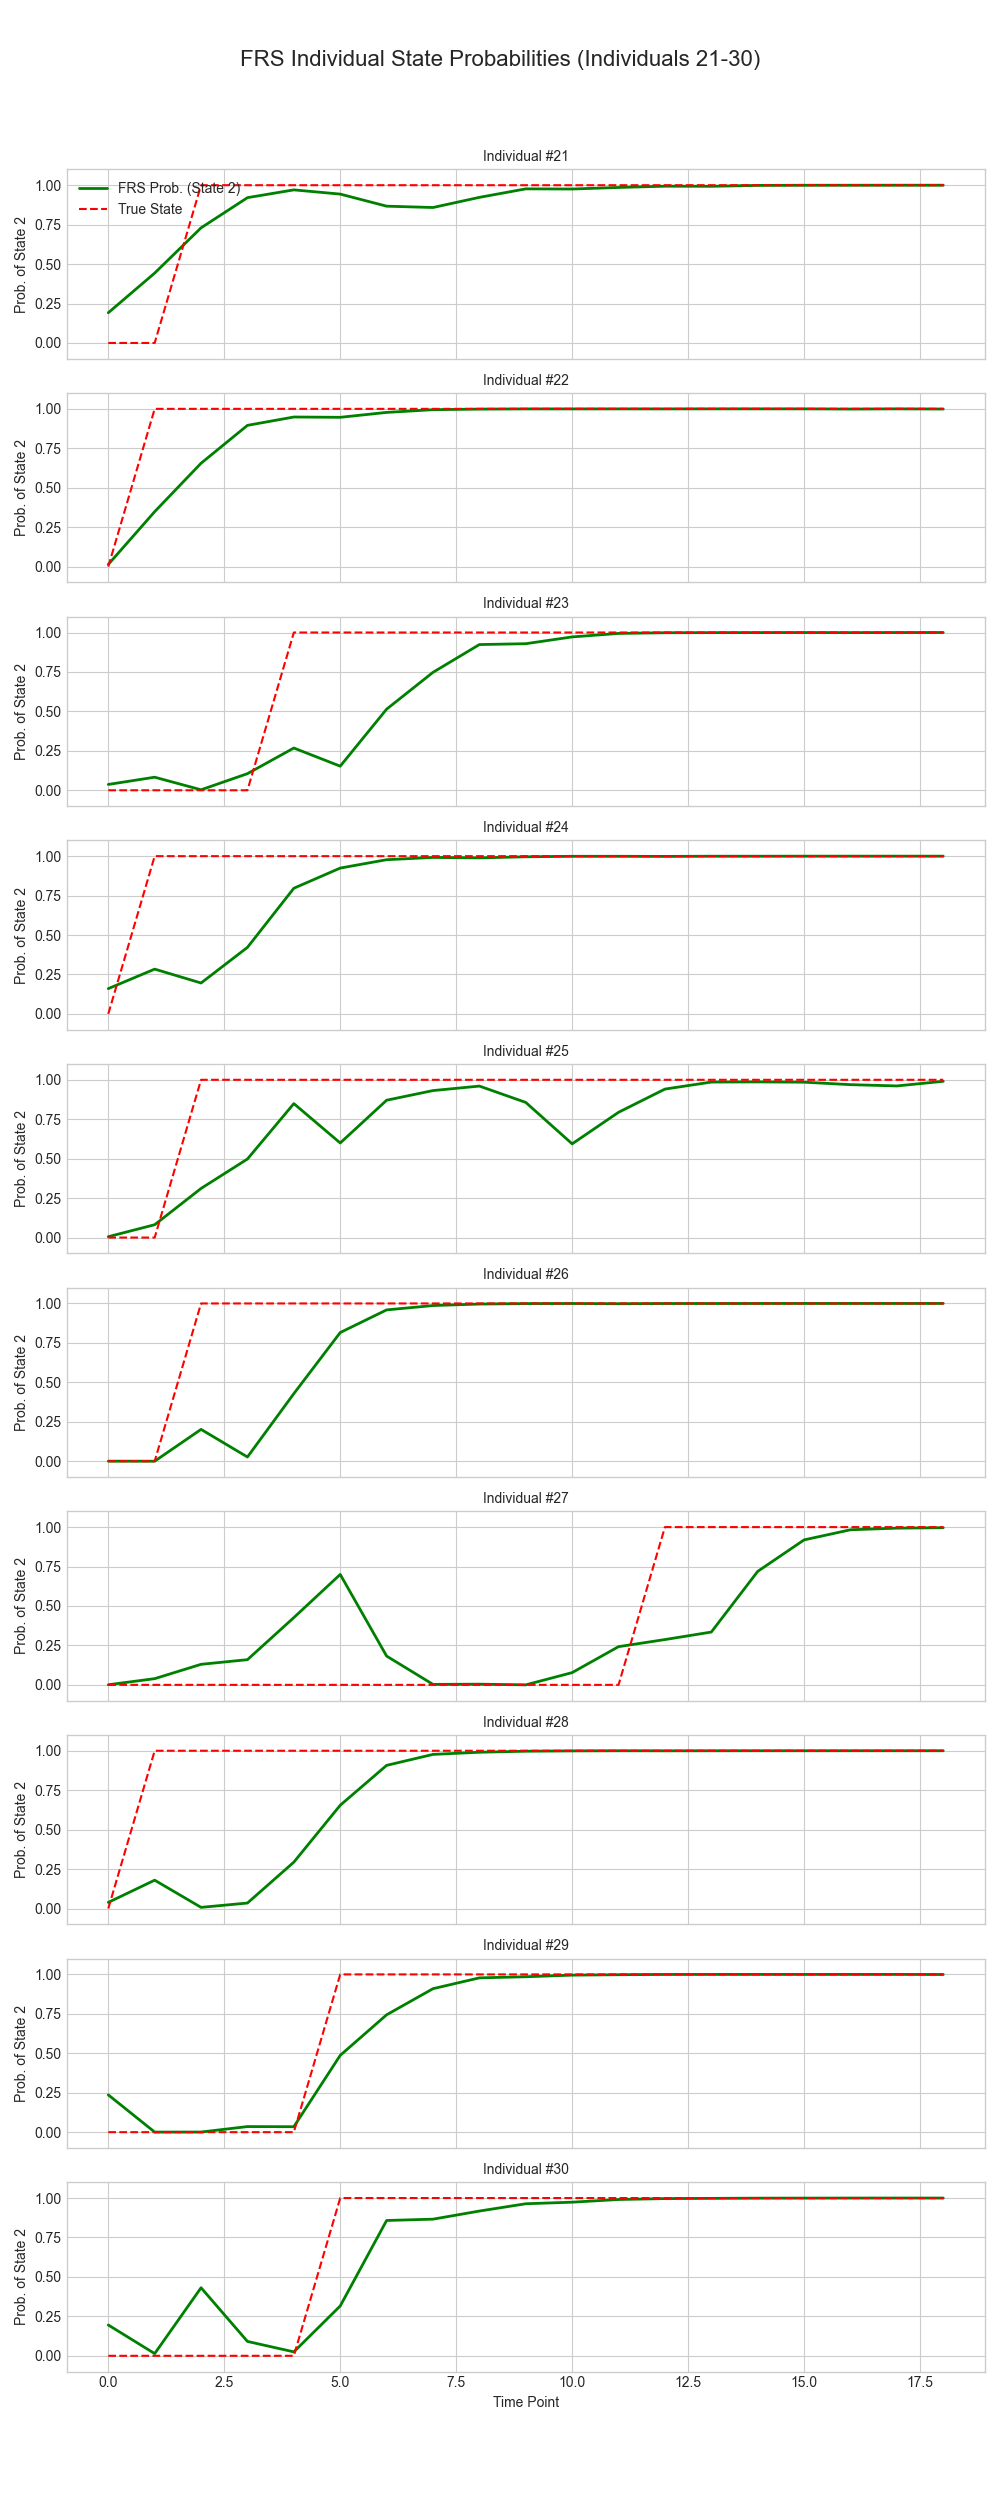 FRS Individual State Probabilities (Individuals 21-30)
Individual #21
FRS Prob. (State 2)
True State
Prob. of State 2
1.00
0.75
0.50
0.25
0.00
Individual #22
Prob. of State 2
1.00
0.75
0.50
0.25
0.00
Individual #23
Prob. of State 2
1.00
0.75
0.50
0.25
0.00
Individual #24
Prob. of State 2
1.00
0.75
0.50
0.25
0.00
Individual #25
Prob. of State 2
1.00
0.75
0.50
0.25
0.00
Individual #26
Prob. of State 2
1.00
0.75
0.50
0.25
0.00
Individual #27
Prob. of State 2
1.00
0.75
0.50
0.25
0.00
Individual #28
Prob. of State 2
1.00
0.75
0.50
0.25
0.00
Individual #29
Prob. of State 2
1.00
0.75
0.50
0.25
0.00
Individual #30
Prob. of State 2
1.00
0.75
0.50
0.25
0.00
0.0 2.5 5.0 7.5 10.0 12.5 15.0 17.5
Time Point